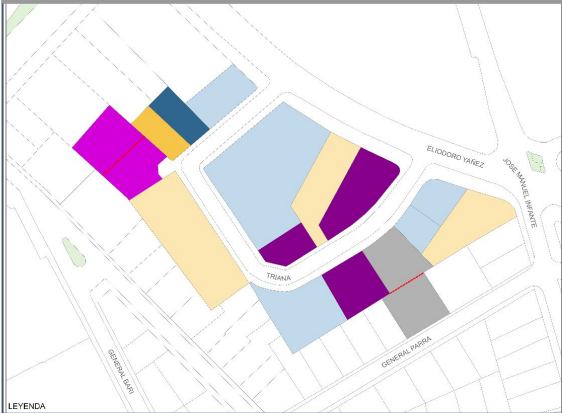 ELIODORO YAÑEZ
JOSE MANUEL INFANTE
TRIANA
GENERAL PARRA
GENERAL BARI
LEYENDA